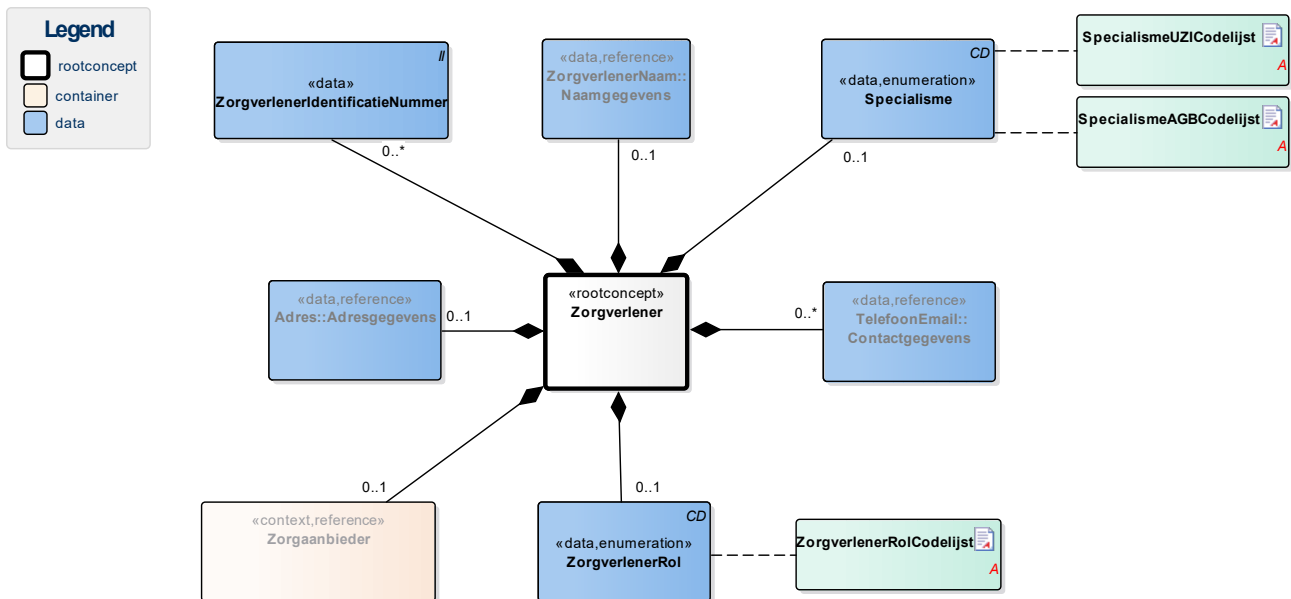 Legend
rootconcept
container
data
II
«data»
ZorgverlenerIdentificatieNummer
0..*
«data,reference»
ZorgverlenerNaam::
Naamgegevens
0..1
CD
«data,enumeration»
Specialisme
0..1
SpecialismeUZICodelijst
A
SpecialismeAGBCodelijst
A
«data,reference»
Adres::Adresgegevens
0..1
«rootconcept»
Zorgverlener
0..*
«data,reference»
TelefoonEmail::
Contactgegevens
0..1
«context,reference»
Zorgaanbieder
0..1
CD
«data,enumeration»
ZorgverlenerRol
ZorgverlenerRolCodelijst
A